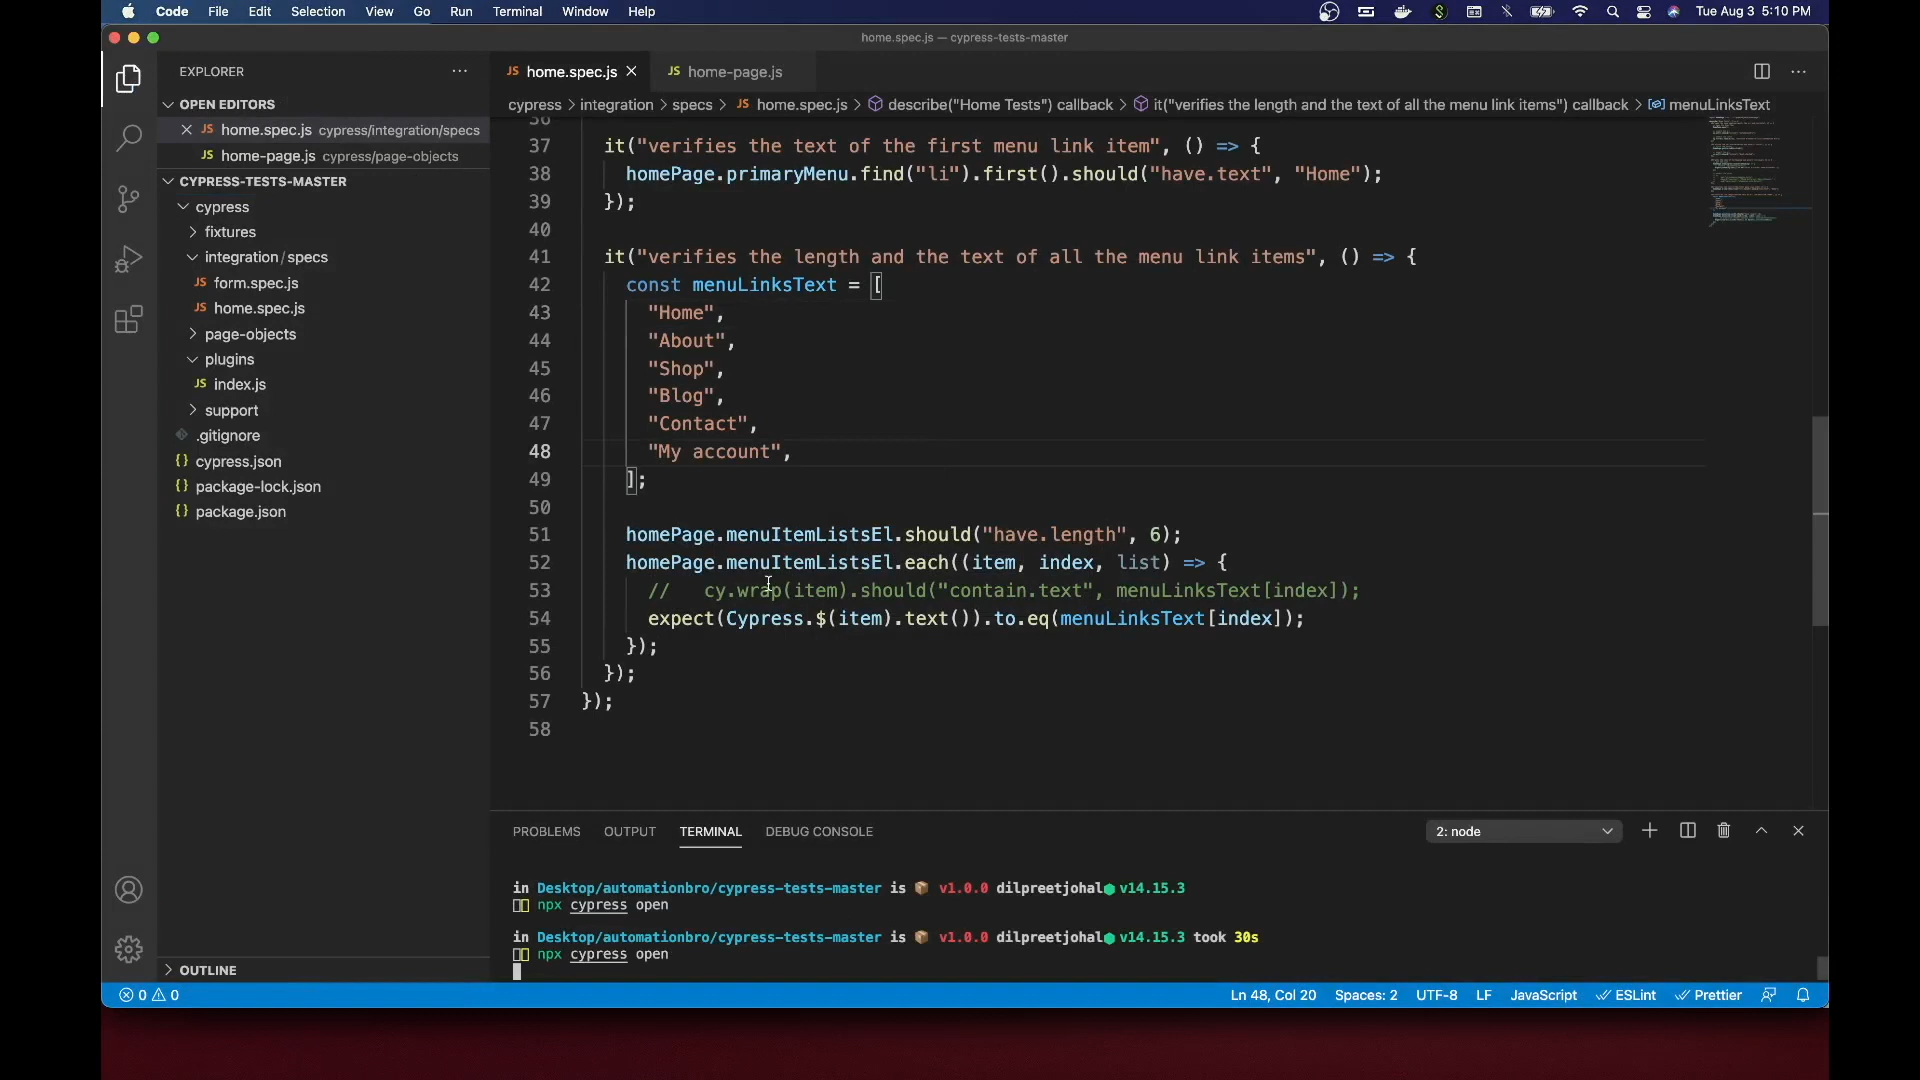 Code File Edit Selection View Go Run Terminal Window Help
Tue Aug 3 5:10 PM
home.spec.js — cypress-tests-master
EXPLORER
OPEN EDITORS
home.spec.js cypress/integration/specs
JS home-page.js cypress/page-objects
CYPRESS-TESTS-MASTER
cypress
fixtures
integration / specs
JS form.spec.js
JS home.spec.js
page-objects
plugins
JS index.js
support
.gitignore
{} cypress.json
{} package-lock.json
{} package.json
OUTLINE
JS home.spec.js
JS home-page.js
cypress > integration > specs > JS home.spec.js > describe("Home Tests") callback > it("verifies the length and the text of all the menu link items") callback > menuLinksText
36
37 it("verifies the text of the first menu link item", () => {
38 homePage.primaryMenu.find("li").first().should("have.text", "Home");
39 });
40
41 it("verifies the length and the text of all the menu link items", () => {
42 const menuLinksText = [
43 "Home",
44 "About",
45 "Shop",
46 "Blog",
47 "Contact",
48 "My account",
49 ];
50
51 homePage.menuItemListsEl.should("have.length", 6);
52 homePage.menuItemListsEl.each((item, index, list) => {
53 // cy.wrap(item).should("contain.text", menuLinksText[index]);
54 expect(Cypress.$(item).text()).to.eq(menuLinksText[index]);
55 });
56 });
57 });
58
PROBLEMS OUTPUT TERMINAL DEBUG CONSOLE
2: node
in Desktop/automationbro/cypress-tests-master is 📦 v1.0.0 dilpreetjohal⬢ v14.15.3
npx cypress open
in Desktop/automationbro/cypress-tests-master is 📦 v1.0.0 dilpreetjohal⬢ v14.15.3 took 30s
npx cypress open
0 0
Ln 48, Col 20 Spaces: 2 UTF-8 LF JavaScript ESLint Prettier